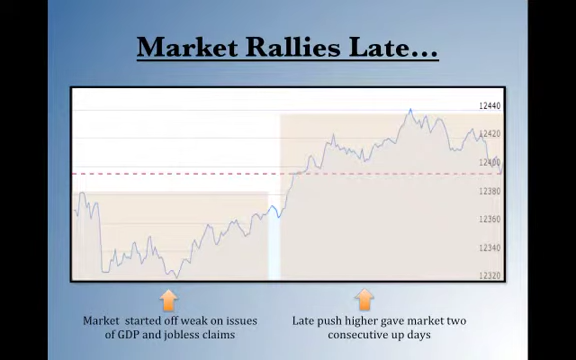 Market Rallies Late...
12440
12420
12400
12380
12360
12340
12320
Market started off weak on issues
of GDP and jobless claims
Late push higher gave market two
consecutive up days